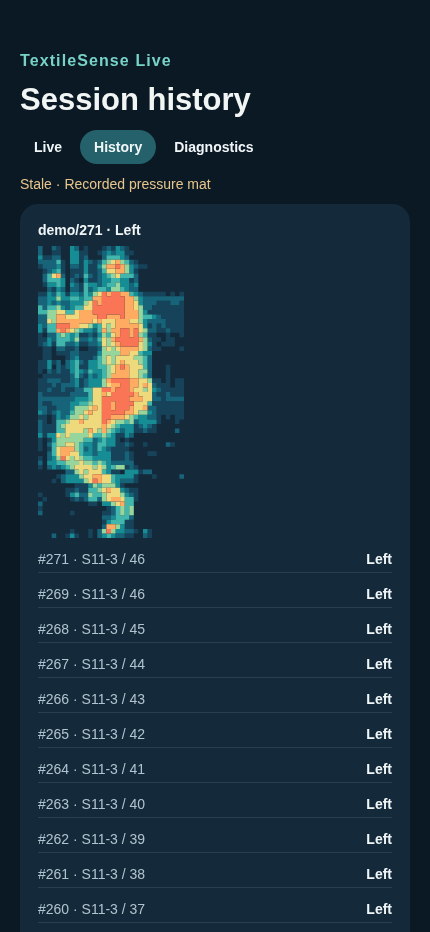 TextileSense Live
Session history
Live History Diagnostics
Stale · Recorded pressure mat
demo/271 · Left
#271 · S11-3 / 46 Left
#269 · S11-3 / 46 Left
#268 · S11-3 / 45 Left
#267 · S11-3 / 44 Left
#266 · S11-3 / 43 Left
#265 · S11-3 / 42 Left
#264 · S11-3 / 41 Left
#263 · S11-3 / 40 Left
#262 · S11-3 / 39 Left
#261 · S11-3 / 38 Left
#260 · S11-3 / 37 Left